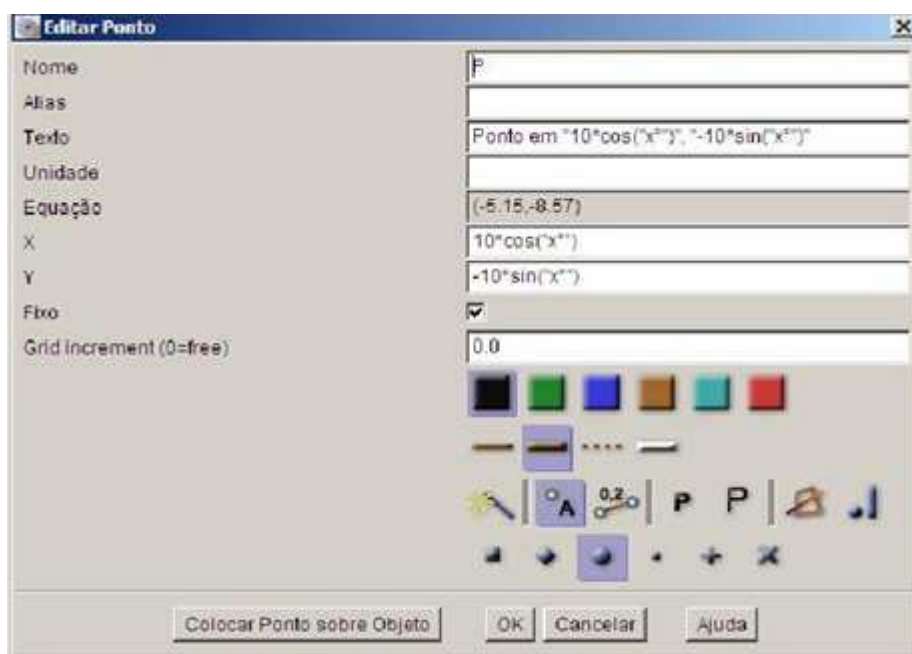 Editar Ponto
Nome P
Alias
Texto Ponto em "10*cos("x°")", "-10*sin("x°")"
Unidade
Equação (-5.15,-8.57)
X 10*cos("x°")
Y -10*sin("x°")
Fixo
Grid increment (0=free) 0.0
A 0,2 P P
Colocar Ponto sobre Objeto OK Cancelar Ajuda